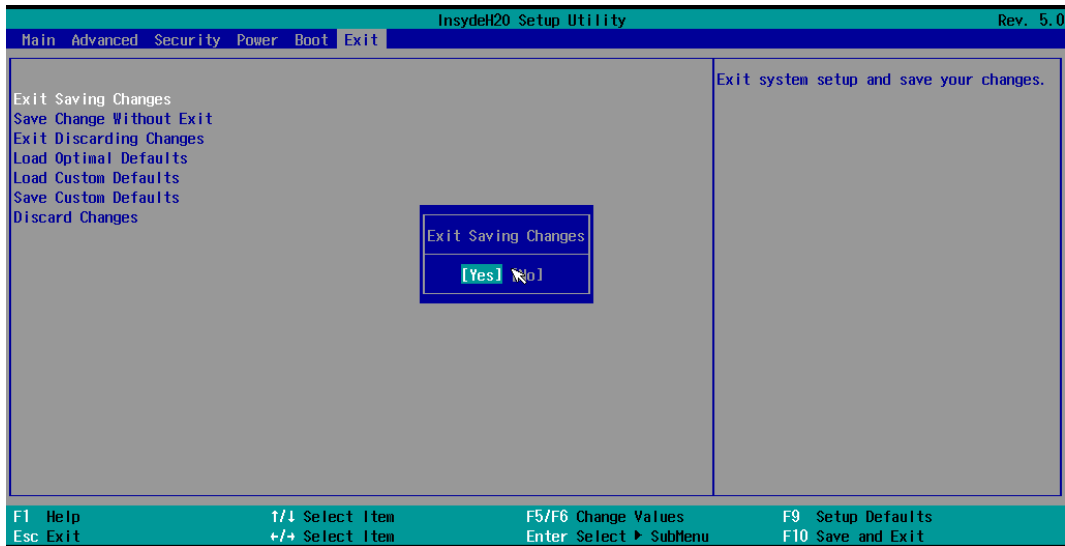 InsydeH20 Setup Utility Rev. 5.0
Main Advanced Security Power Boot Exit
Exit system setup and save your changes.
Exit Saving Changes
Save Change Without Exit
Exit Discarding Changes
Load Optimal Defaults
Load Custom Defaults
Save Custom Defaults
Discard Changes
Exit Saving Changes
[Yes] [No]
F1 Help ↑/↓ Select Item F5/F6 Change Values F9 Setup Defaults
Esc Exit ←/→ Select Item Enter Select ▶ SubMenu F10 Save and Exit